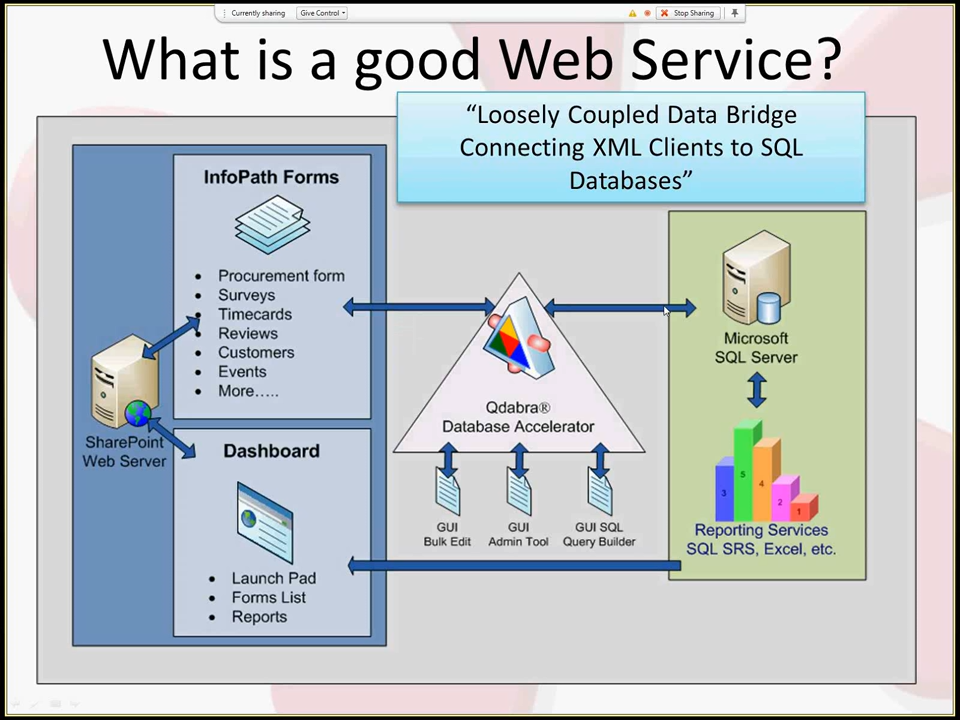 Currently sharing
Give Control
Stop Sharing
What is a good Web Service?
“Loosely Coupled Data Bridge
Connecting XML Clients to SQL
Databases”
InfoPath Forms
• Procurement form
• Surveys
• Timecards
• Reviews
• Customers
• Events
• More…..
SharePoint
Web Server
Dashboard
• Launch Pad
• Forms List
• Reports
Qdabra®
Database Accelerator
GUI
Bulk Edit
GUI
Admin Tool
GUI SQL
Query Builder
Microsoft
SQL Server
3
5
4
2
1
Reporting Services
SQL SRS, Excel, etc.